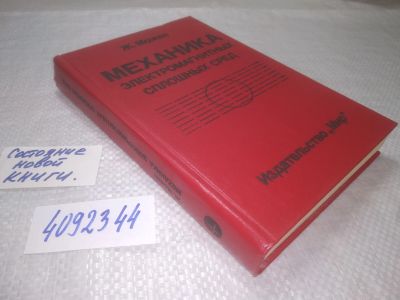 Ж. Можен
МЕХАНИКА
ЭЛЕКТРОМАГНИТНЫХ
СПЛОШНЫХ СРЕД
Издательство „Мир"
Состояние
новой
книги.
4092344